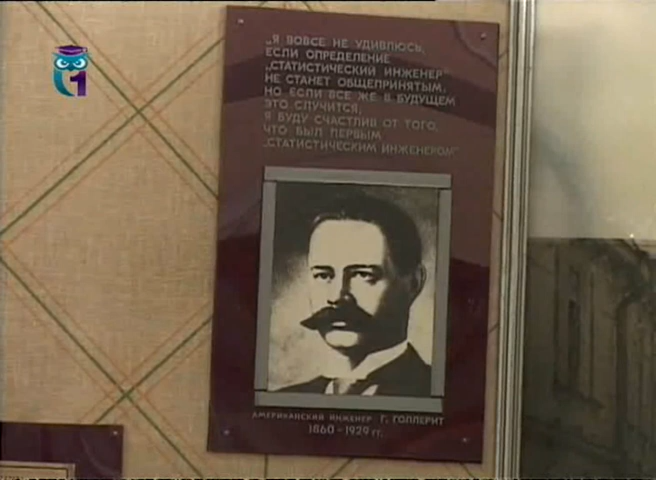 „Я ВОВСЕ НЕ УДИВЛЮСЬ,
ЕСЛИ ОПРЕДЕЛЕНИЕ
„СТАТИСТИЧЕСКИЙ ИНЖЕНЕР“
НЕ СТАНЕТ ОБЩЕПРИНЯТЫМ.
НО ЕСЛИ ВСЕ ЖЕ В БУДУЩЕМ
ЭТО СЛУЧИТСЯ,
Я БУДУ СЧАСТЛИВ ОТ ТОГО,
ЧТО БЫЛ ПЕРВЫМ
„СТАТИСТИЧЕСКИМ ИНЖЕНЕРОМ“
АМЕРИКАНСКИЙ ИНЖЕНЕР Г. ГОЛЛЕРИТ
1860 - 1929 ГГ.
1